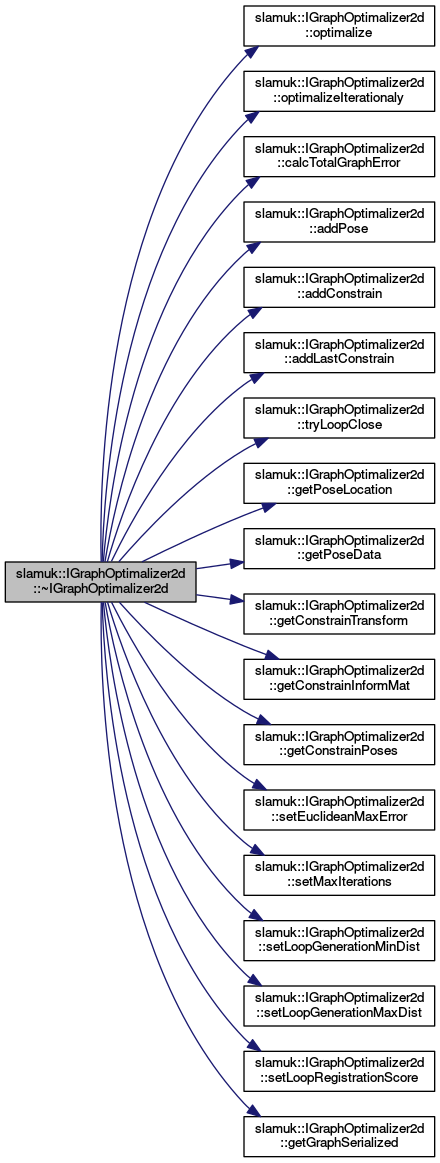 slamuk::IGraphOptimalizer2d
::optimalize
slamuk::IGraphOptimalizer2d
::optimalizeIterationaly
slamuk::IGraphOptimalizer2d
::calcTotalGraphError
slamuk::IGraphOptimalizer2d
::addPose
slamuk::IGraphOptimalizer2d
::addConstrain
slamuk::IGraphOptimalizer2d
::addLastConstrain
slamuk::IGraphOptimalizer2d
::tryLoopClose
slamuk::IGraphOptimalizer2d
::getPoseLocation
slamuk::IGraphOptimalizer2d
::getPoseData
slamuk::IGraphOptimalizer2d
::~IGraphOptimalizer2d
slamuk::IGraphOptimalizer2d
::getConstrainTransform
slamuk::IGraphOptimalizer2d
::getConstrainInformMat
slamuk::IGraphOptimalizer2d
::getConstrainPoses
slamuk::IGraphOptimalizer2d
::setEuclideanMaxError
slamuk::IGraphOptimalizer2d
::setMaxIterations
slamuk::IGraphOptimalizer2d
::setLoopGenerationMinDist
slamuk::IGraphOptimalizer2d
::setLoopGenerationMaxDist
slamuk::IGraphOptimalizer2d
::setLoopRegistrationScore
slamuk::IGraphOptimalizer2d
::getGraphSerialized